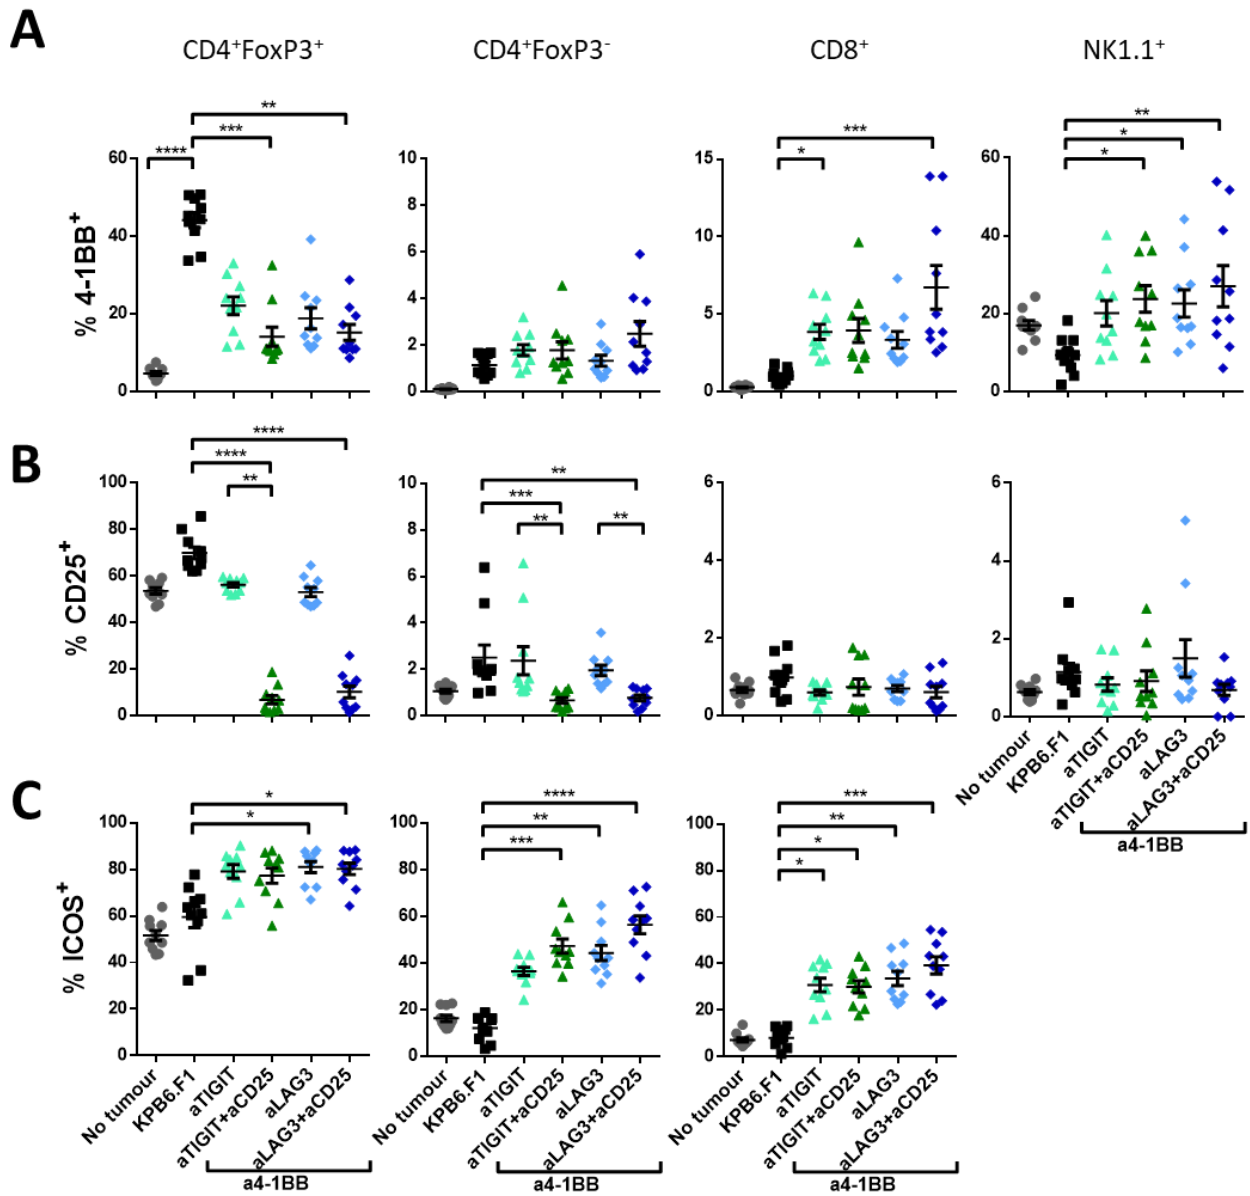 A
CD4+FoxP3+
CD4+FoxP3-
CD8+
NK1.1+
% 4-1BB+
60
40
20
0
****
***
**
10
8
6
4
2
0
15
10
5
0
*
***
60
40
20
0
*
*
**
B
% CD25+
100
80
60
40
20
0
****
****
**
10
8
6
4
2
0
**
***
**
**
6
4
2
0
6
4
2
0
No tumour
KPB6.F1
aTIGIT
aTIGIT+aCD25
aLAG3
aLAG3+aCD25
a4-1BB
C
% ICOS+
100
80
60
40
20
0
*
*
100
80
60
40
20
0
****
**
***
100
80
60
40
20
0
***
**
*
*
No tumour
KPB6.F1
aTIGIT
aTIGIT+aCD25
aLAG3
aLAG3+aCD25
a4-1BB
No tumour
KPB6.F1
aTIGIT
aTIGIT+aCD25
aLAG3
aLAG3+aCD25
a4-1BB
No tumour
KPB6.F1
aTIGIT
aTIGIT+aCD25
aLAG3
aLAG3+aCD25
a4-1BB